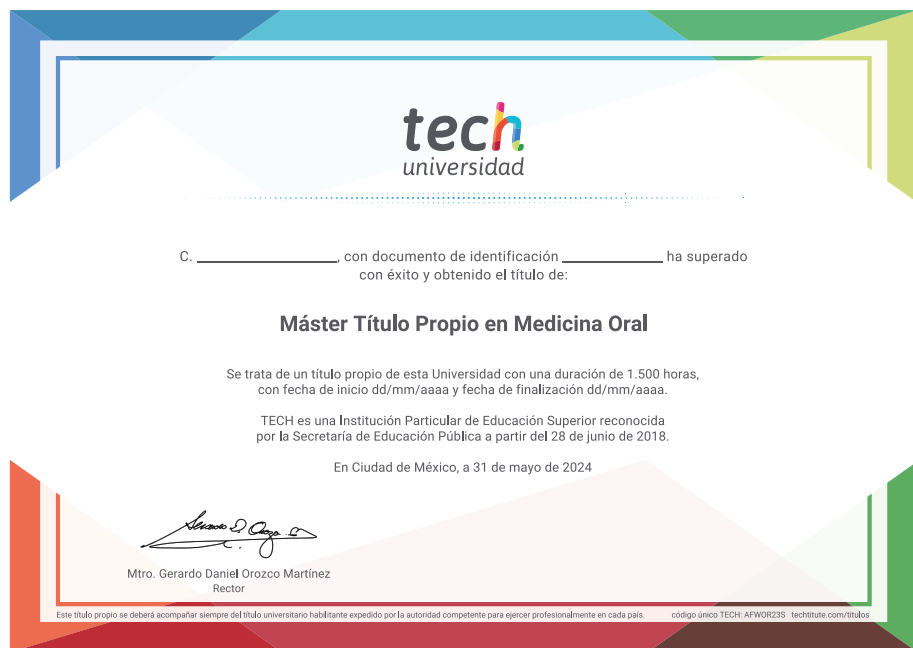 tech
universidad
C. ____________, con documento de identificación __________ ha superado
con éxito y obtenido el título de:
Máster Título Propio en Medicina Oral
Se trata de un título propio de esta Universidad con una duración de 1.500 horas,
con fecha de inicio dd/mm/aaaa y fecha de finalización dd/mm/aaaa.
TECH es una Institución Particular de Educación Superior reconocida
por la Secretaría de Educación Pública a partir del 28 de junio de 2018.
En Ciudad de México, a 31 de mayo de 2024
Mtro. Gerardo Daniel Orozco Martínez
Rector
Este título propio se deberá acompañar siempre del título universitario habilitante expedido por la autoridad competente para ejercer profesionalmente en cada país. código único TECH: AFWOR23S techtitute.com/titulos